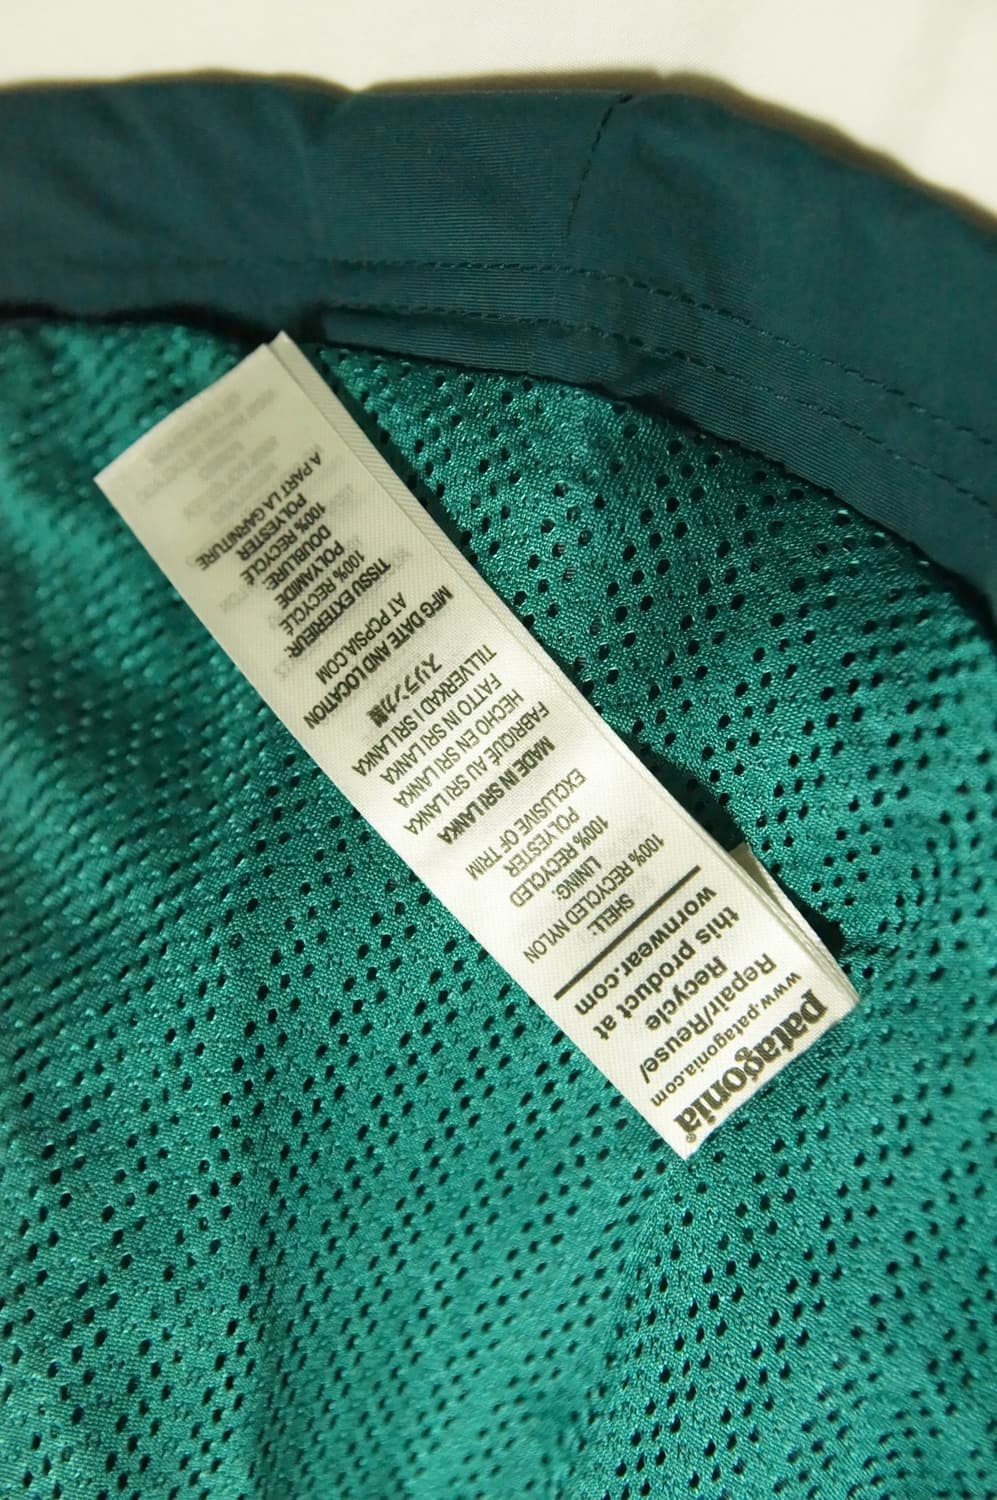 patagonia®
www.patagonia.com
Repair/Reuse/
Recycle
this product at
wornwear.com
SHELL:
100% RECYCLED NYLON
LINING:
100% RECYCLED
POLYESTER
EXCLUSIVE OF TRIM
MADE IN SRI LANKA
FABRIQUÉ AU SRI LANKA
HECHO EN SRI LANKA
FATTO IN SRI LANKA
TILLVERKAD I SRI LANKA
スリランカ製
MFG DATE AND LOCATION
AT PCPSIA.COM
TISSU EXTERIEUR:
100% RECYCLÉ
POLYAMIDE
DOUBLURE:
100% RECYCLÉ
POLYESTER
A PART LA GARNITURE